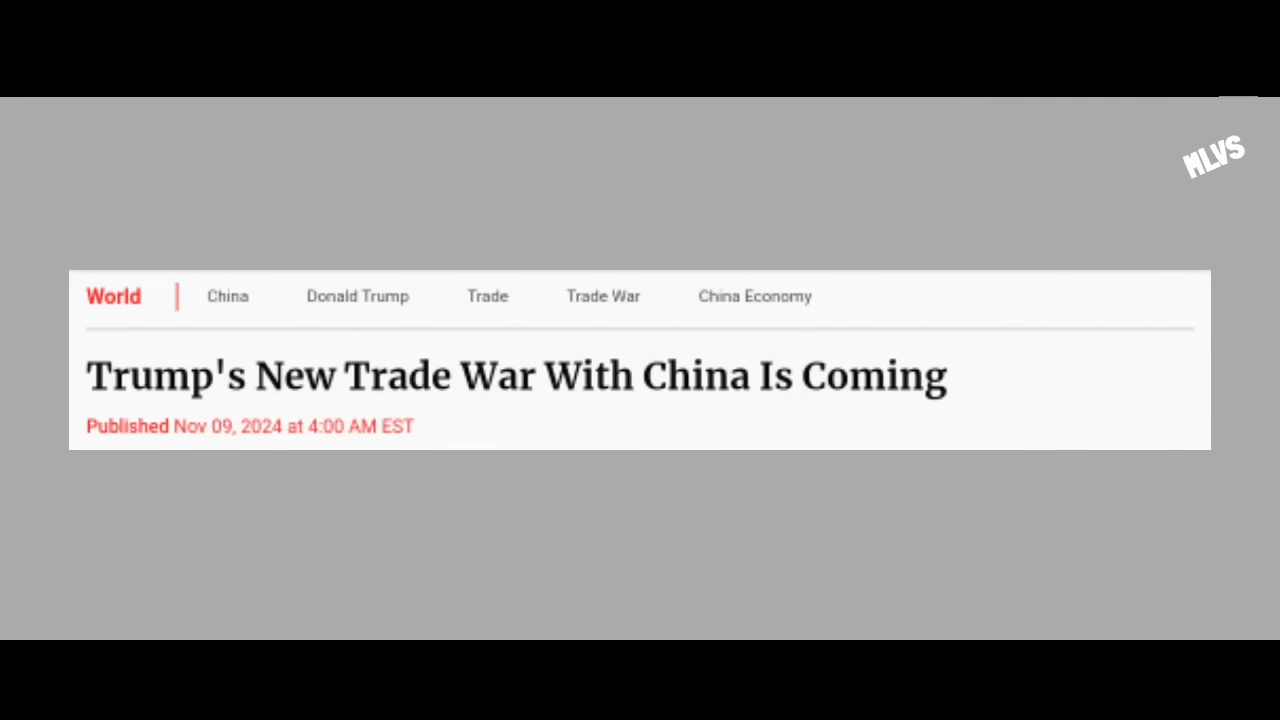 MLVS
World | China Donald Trump Trade Trade War China Economy
Trump's New Trade War With China Is Coming
Published Nov 09, 2024 at 4:00 AM EST